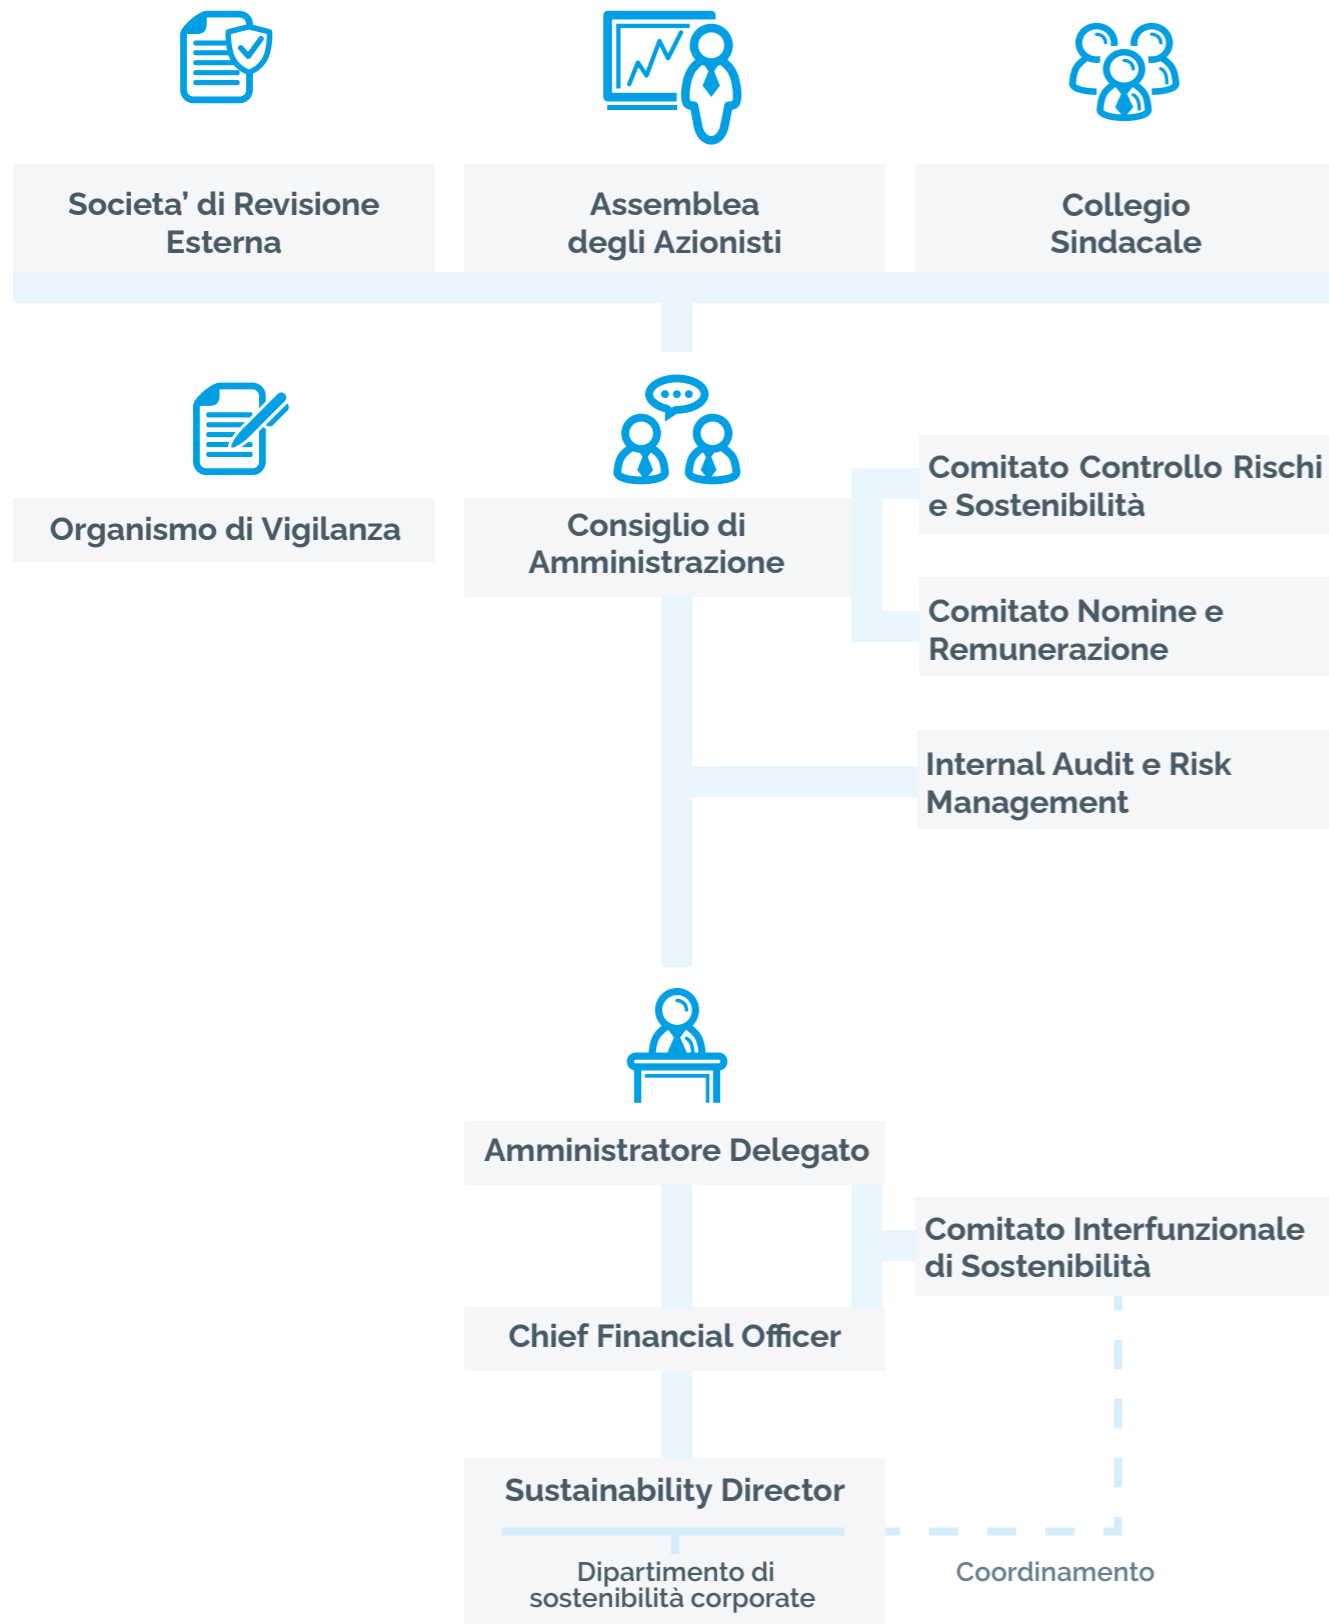 Societa’ di Revisione
Esterna
Assemblea
degli Azionisti
Collegio
Sindacale
Organismo di Vigilanza
Consiglio di
Amministrazione
Comitato Controllo Rischi
e Sostenibilità
Comitato Nomine e
Remunerazione
Internal Audit e Risk
Management
Amministratore Delegato
Comitato Interfunzionale
di Sostenibilità
Chief Financial Officer
Sustainability Director
Dipartimento di
sostenibilità corporate
Coordinamento